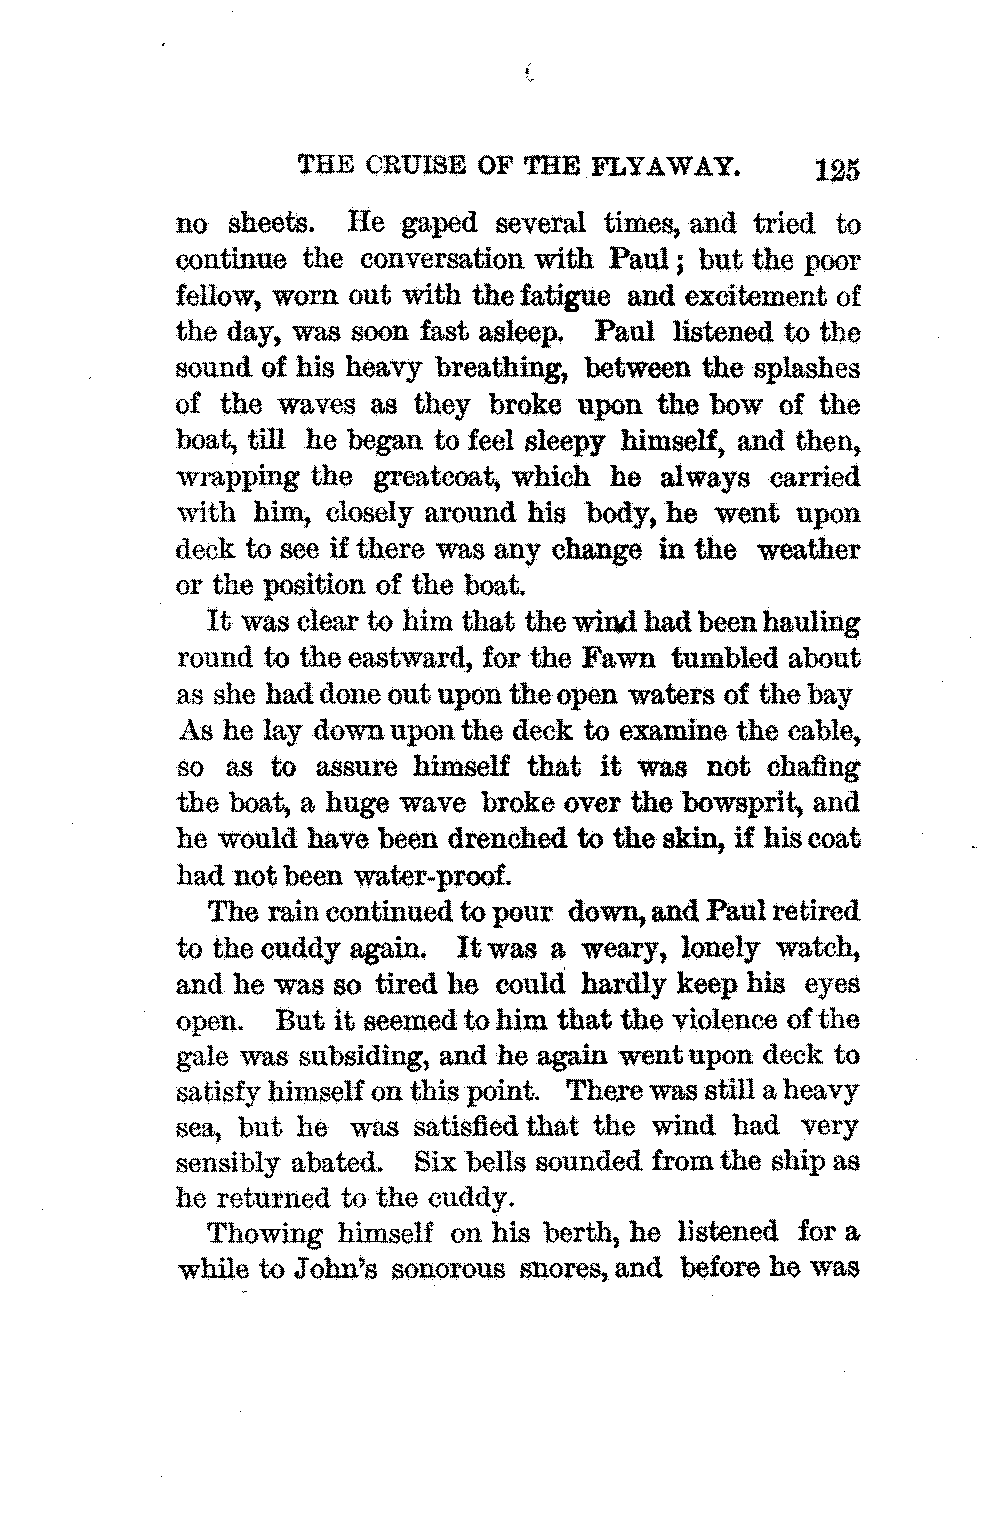 THE CRUISE OF THE FLYAWAY. 125
no sheets. He gaped several times, and tried to
continue the conversation with Paul; but the poor
fellow, worn out with the fatigue and excitement of
the day, was soon fast asleep. Paul listened to the
sound of his heavy breathing, between the splashes
of the waves as they broke upon the bow of the
boat, till he began to feel sleepy himself, and then,
wrapping the greatcoat, which he always carried
with him, closely around his body, he went upon
deck to see if there was any change in the weather
or the position of the boat.
It was clear to him that the wind had been hauling
round to the eastward, for the Fawn tumbled about
as she had done out upon the open waters of the bay
As he lay down upon the deck to examine the cable,
so as to assure himself that it was not chafing
the boat, a huge wave broke over the bowsprit, and
he would have been drenched to the skin, if his coat
had not been water-proof.
The rain continued to pour down, and Paul retired
to the cuddy again. It was a weary, lonely watch,
and he was so tired he could hardly keep his eyes
open. But it seemed to him that the violence of the
gale was subsiding, and he again went upon deck to
satisfy himself on this point. There was still a heavy
sea, but he was satisfied that the wind had very
sensibly abated. Six bells sounded from the ship as
he returned to the cuddy.
Thowing himself on his berth, he listened for a
while to John's sonorous snores, and before he was